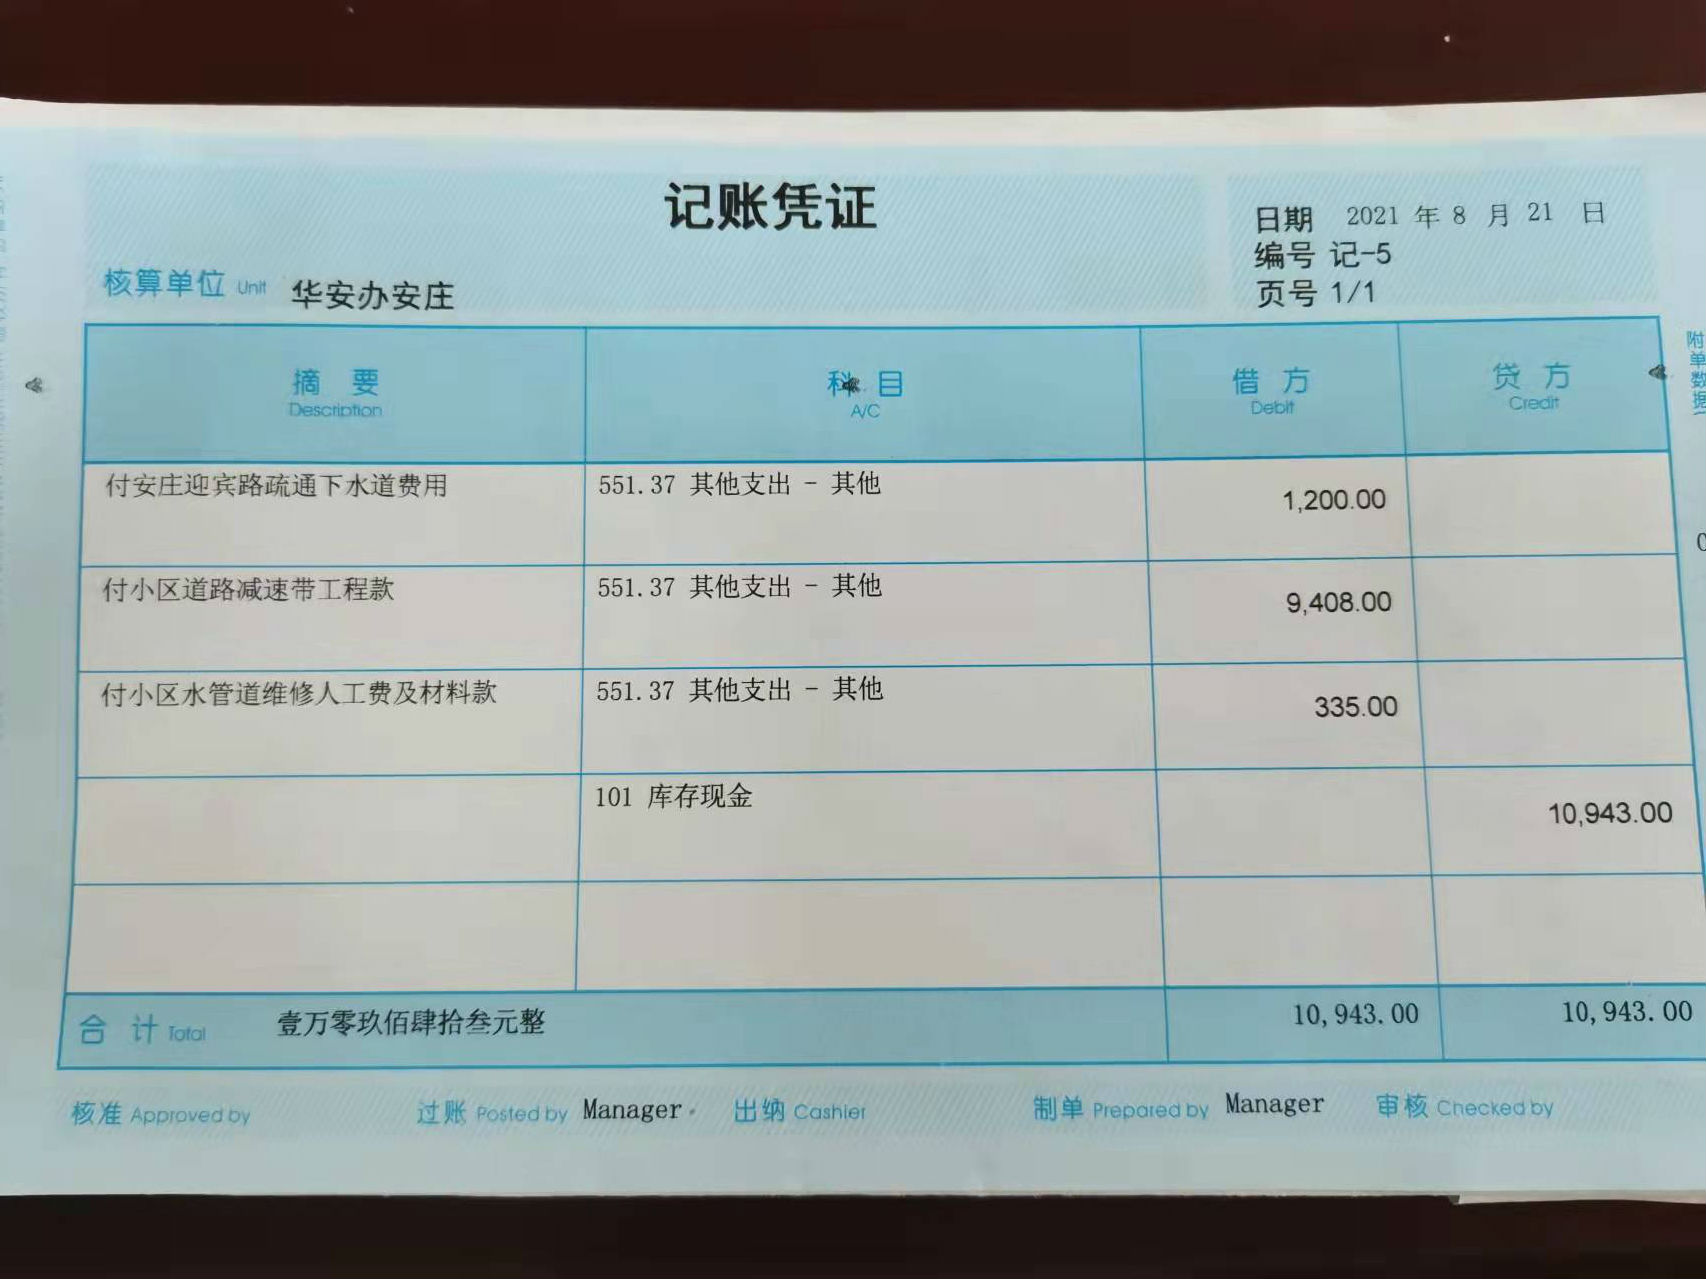 记账凭证
日期 2021 年 8 月 21 日
编号 记-5
页号 1/1
核算单位 Unit 华安办安庄
摘 要 科 目 借 方 贷 方
Description A/C Debit Credit
附单数据
付安庄迎宾路疏通下水道费用 551.37 其他支出 - 其他 1,200.00
付小区道路减速带工程款 551.37 其他支出 - 其他 9,408.00
付小区水管道维修人工费及材料款 551.37 其他支出 - 其他 335.00
101 库存现金 10,943.00
合 计 Total 壹万零玖佰肆拾叁元整 10,943.00 10,943.00
核准 Approved by 过账 Posted by Manager 出纳 Cashier 制单 Prepared by Manager 审核 Checked by